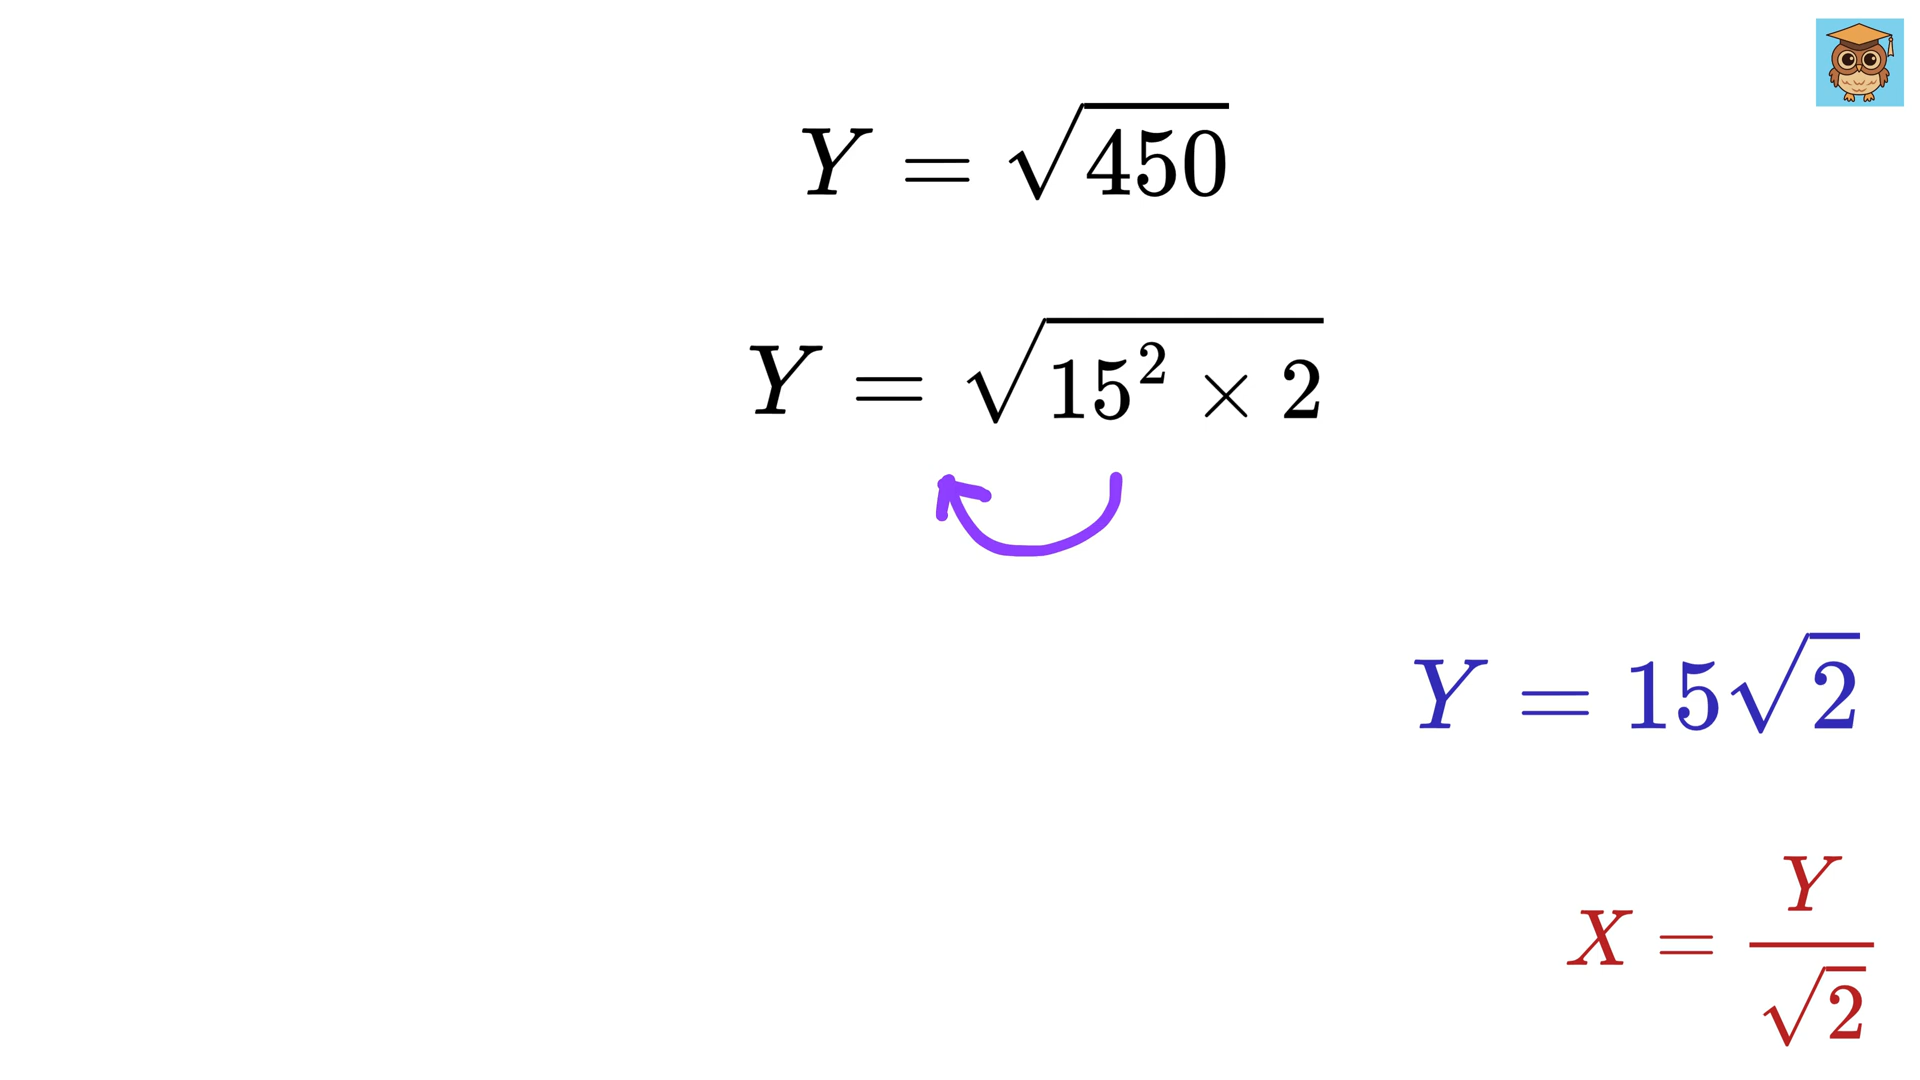 Y = √450
Y = √15² × 2
Y = 15√2
X = Y/√2